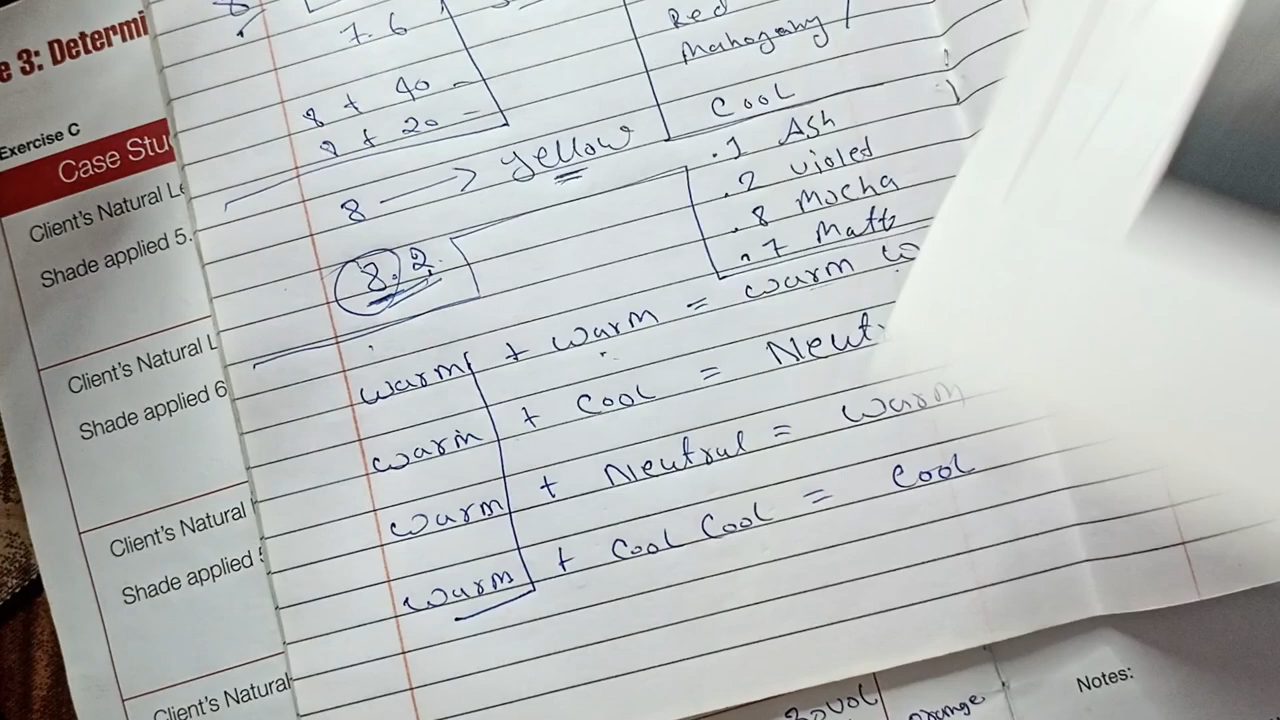 e 3: Determi
Exercise C
Case Stu
Client's Natural Le
Shade applied 5.
Client's Natural L
Shade applied 6
Client's Natural
Shade applied 5
Client's Natural
7.6
8 + 40 -
9 + 20 =
8 → yellow
8.2
Red
Mahogany /
Cool
.1 Ash
.2 violed
.8 Mocha
.7 Matt
warm + warm = warm w
warm + Cool = Neut
warm + Neutral = warm
warm + Cool Cool = Cool
30vol
orange
Notes: